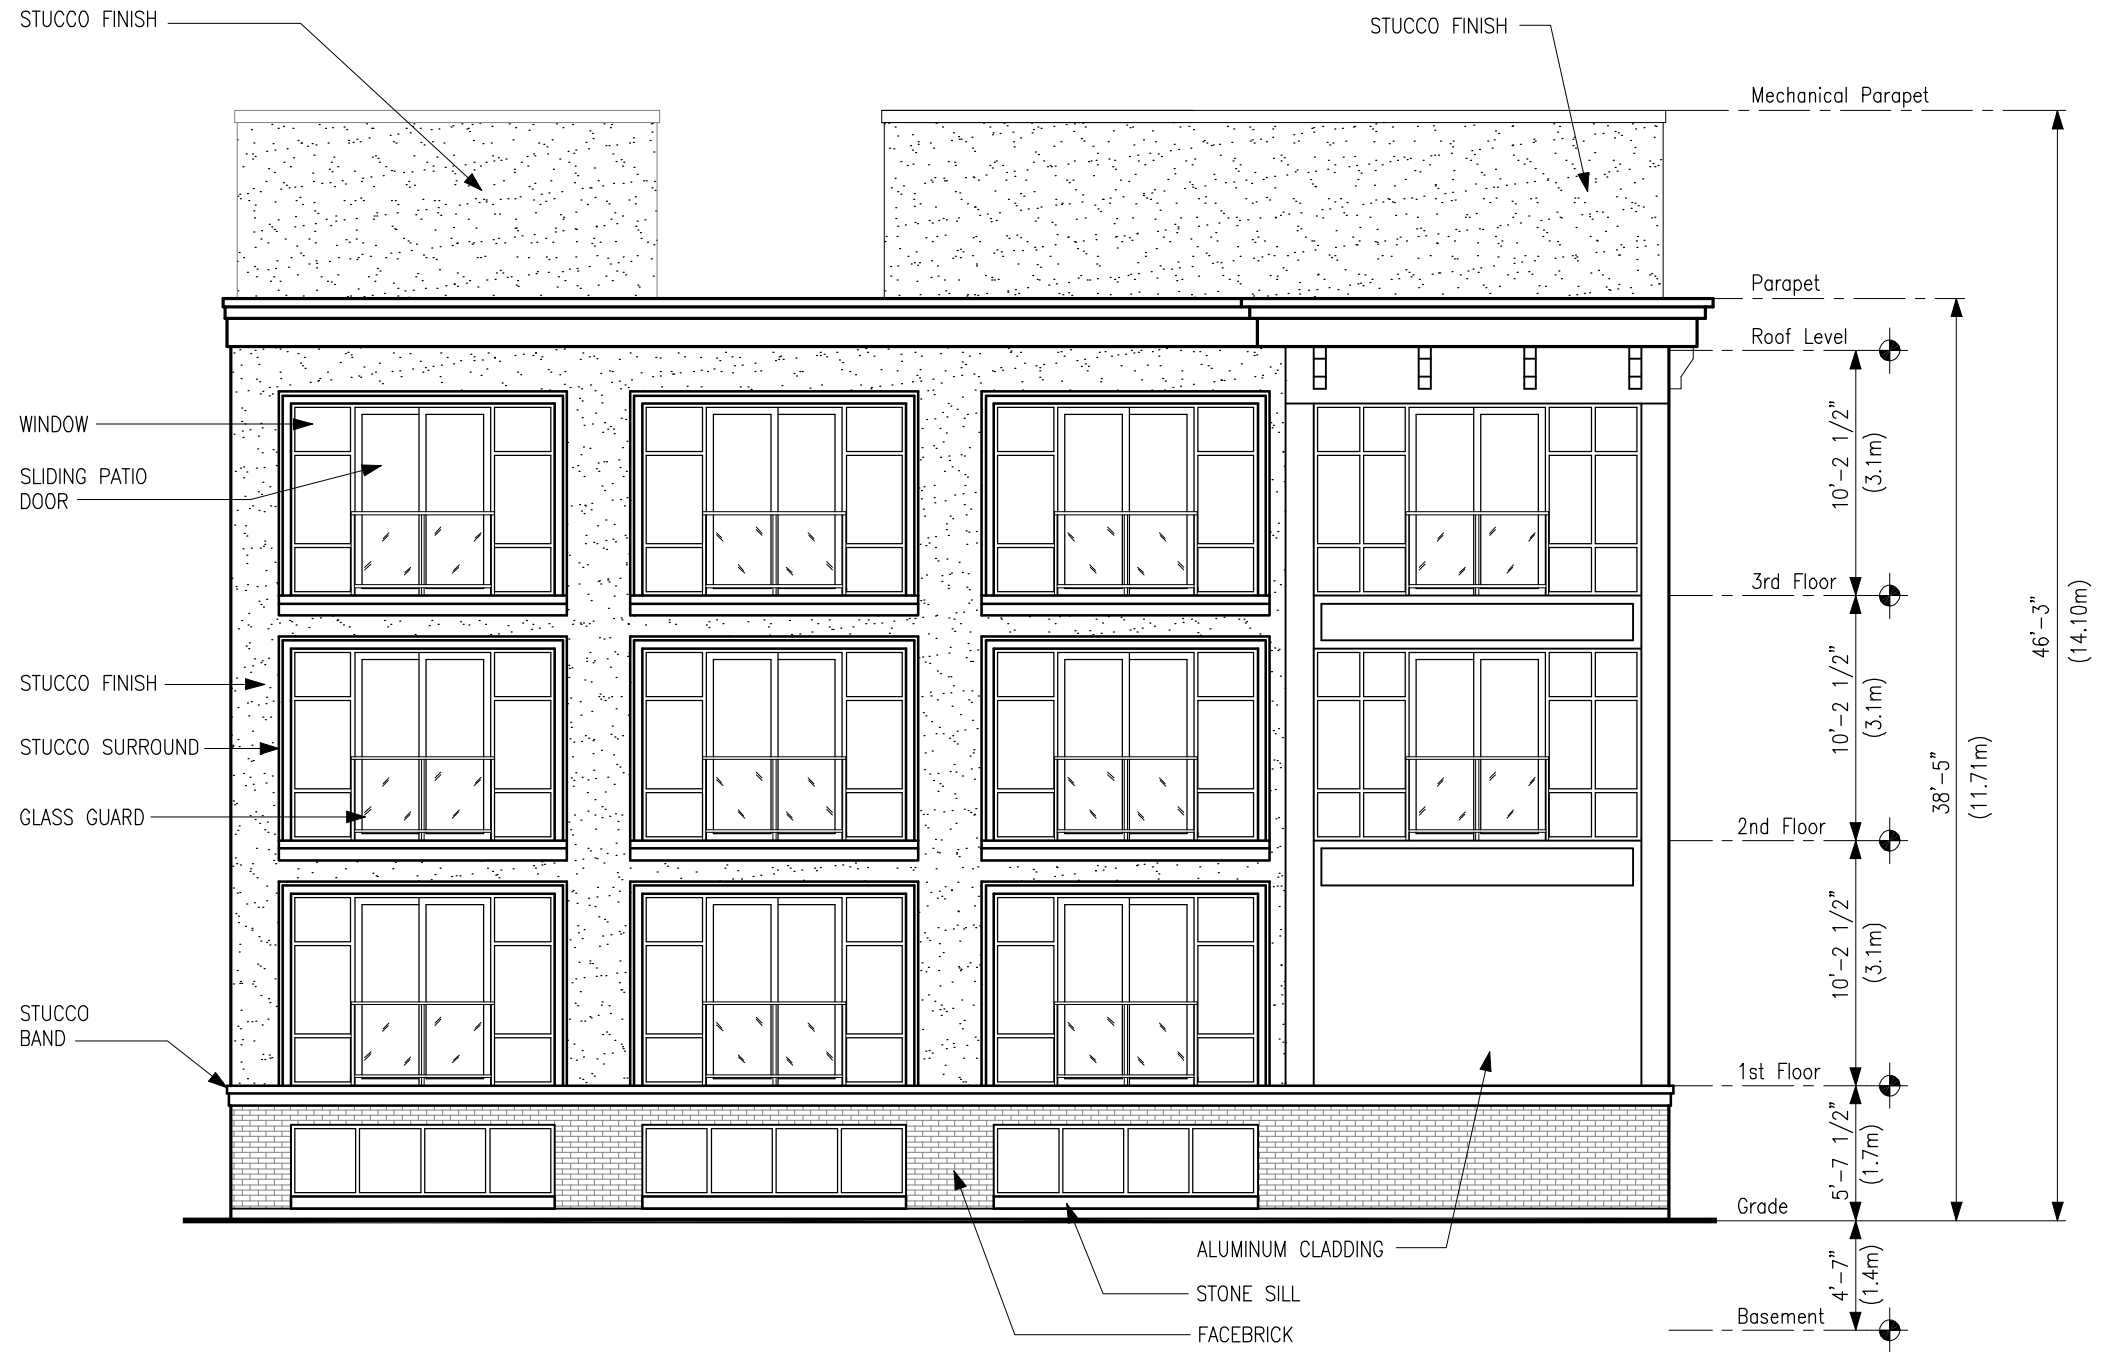 STUCCO FINISH
STUCCO FINISH
Mechanical Parapet
Parapet
Roof Level
WINDOW
SLIDING PATIO
DOOR
10'-2 1/2"
(3.1m)
3rd Floor
46'-3"
(14.10m)
STUCCO FINISH
STUCCO SURROUND
10'-2 1/2"
(3.1m)
38'-5"
(11.71m)
GLASS GUARD
2nd Floor
10'-2 1/2"
(3.1m)
STUCCO
BAND
1st Floor
5'-7 1/2"
(1.7m)
Grade
ALUMINUM CLADDING
4'-7"
(1.4m)
STONE SILL
Basement
FACEBRICK